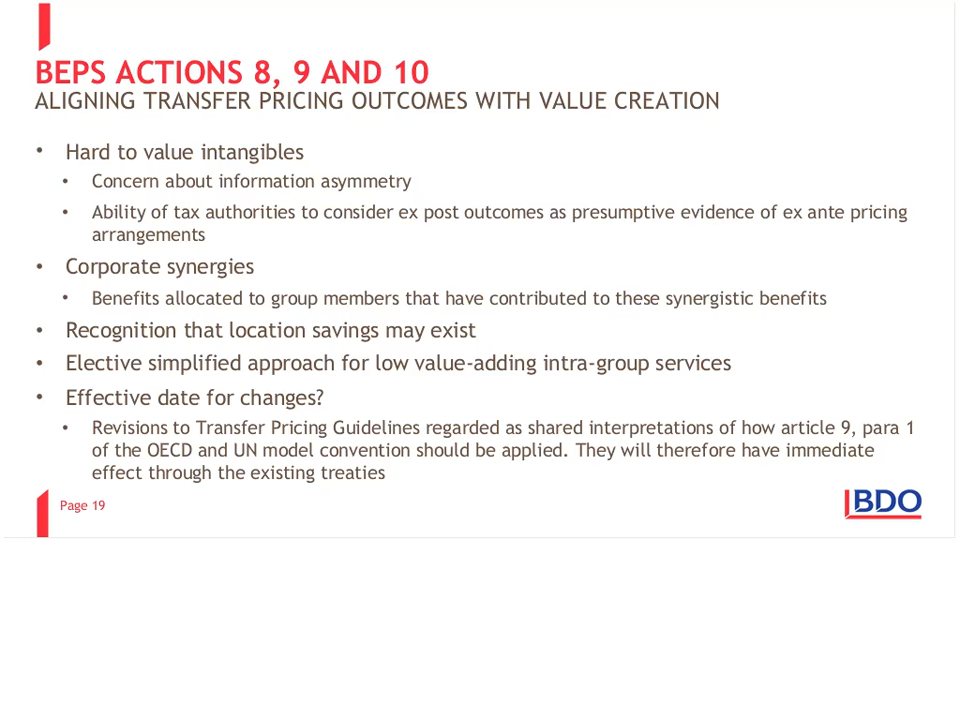 BEPS ACTIONS 8, 9 AND 10
ALIGNING TRANSFER PRICING OUTCOMES WITH VALUE CREATION
• Hard to value intangibles
• Concern about information asymmetry
• Ability of tax authorities to consider ex post outcomes as presumptive evidence of ex ante pricing
arrangements
• Corporate synergies
• Benefits allocated to group members that have contributed to these synergistic benefits
• Recognition that location savings may exist
• Elective simplified approach for low value-adding intra-group services
• Effective date for changes?
• Revisions to Transfer Pricing Guidelines regarded as shared interpretations of how article 9, para 1
of the OECD and UN model convention should be applied. They will therefore have immediate
effect through the existing treaties
Page 19
BDO